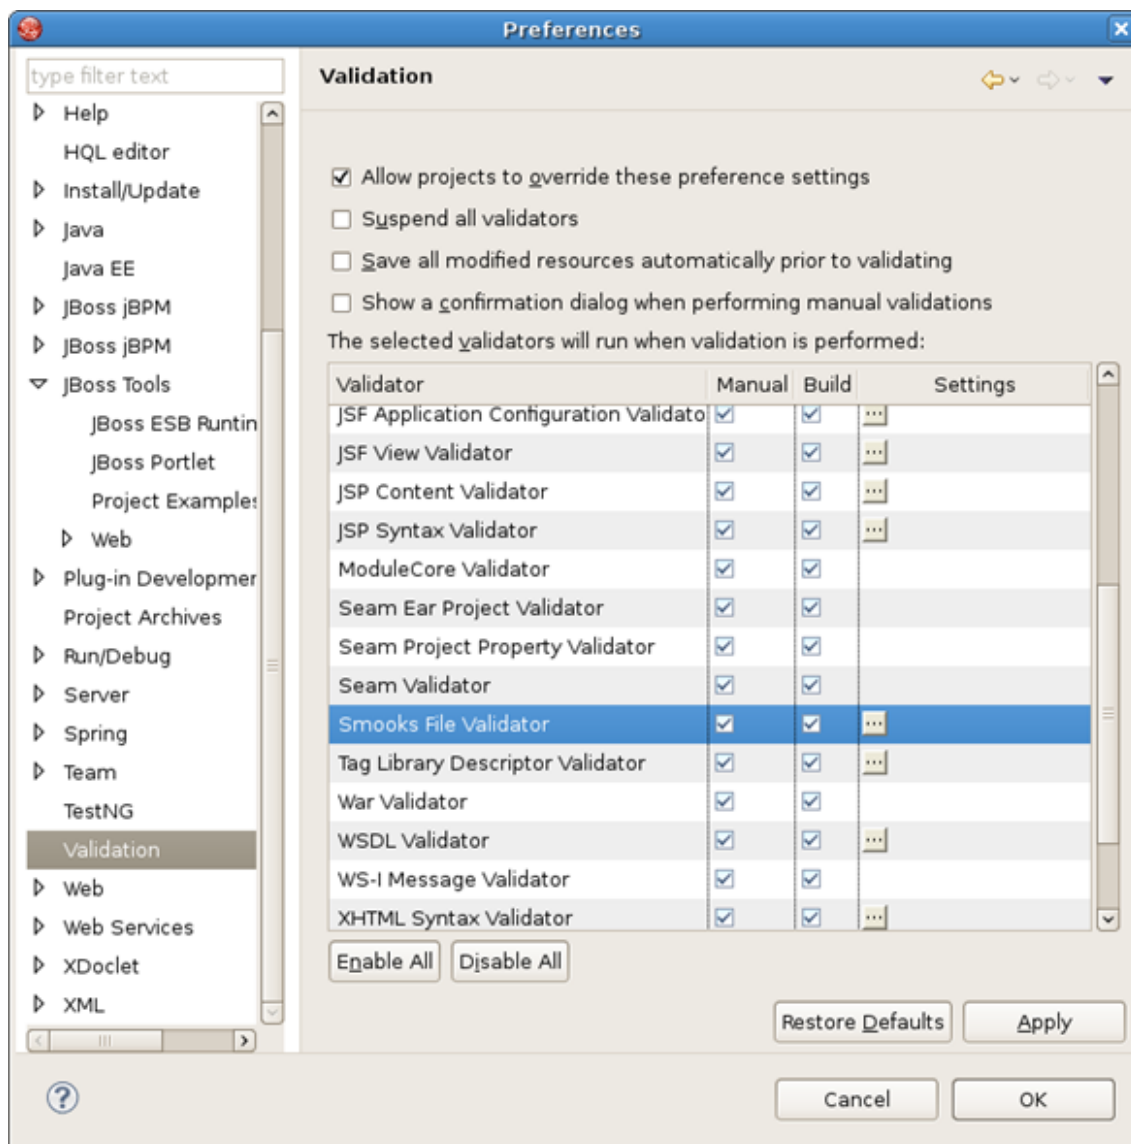 Preferences
type filter text
Help
HQL editor
Install/Update
Java
Java EE
JBoss jBPM
JBoss jBPM
JBoss Tools
JBoss ESB Runtin
JBoss Portlet
Project Examples
Web
Plug-in Developmer
Project Archives
Run/Debug
Server
Spring
Team
TestNG
Validation
Web
Web Services
XDoclet
XML
Validation
Allow projects to override these preference settings
Suspend all validators
Save all modified resources automatically prior to validating
Show a confirmation dialog when performing manual validations
The selected validators will run when validation is performed:
Validator Manual Build Settings
JSF Application Configuration Validato ...
JSF View Validator ...
JSP Content Validator ...
JSP Syntax Validator ...
ModuleCore Validator
Seam Ear Project Validator
Seam Project Property Validator
Seam Validator
Smooks File Validator ...
Tag Library Descriptor Validator ...
War Validator
WSDL Validator ...
WS-I Message Validator
XHTML Syntax Validator ...
Enable All Disable All
Restore Defaults Apply
? Cancel OK